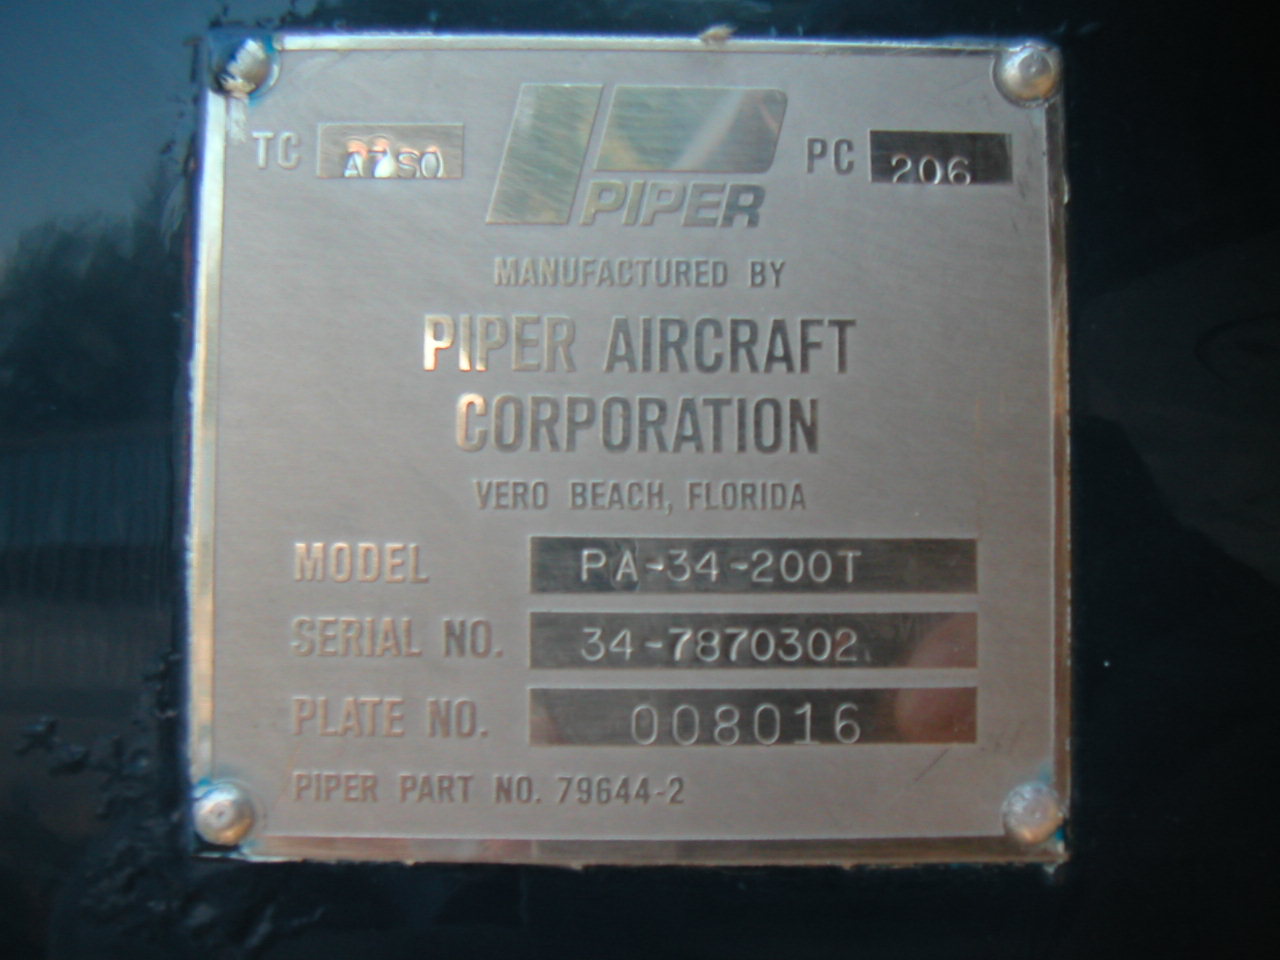 TC A7SO PIPER PC 206
MANUFACTURED BY
PIPER AIRCRAFT
CORPORATION
VERO BEACH, FLORIDA
MODEL PA-34-200T
SERIAL NO. 34-7870302
PLATE NO. 008016
PIPER PART NO. 79644-2